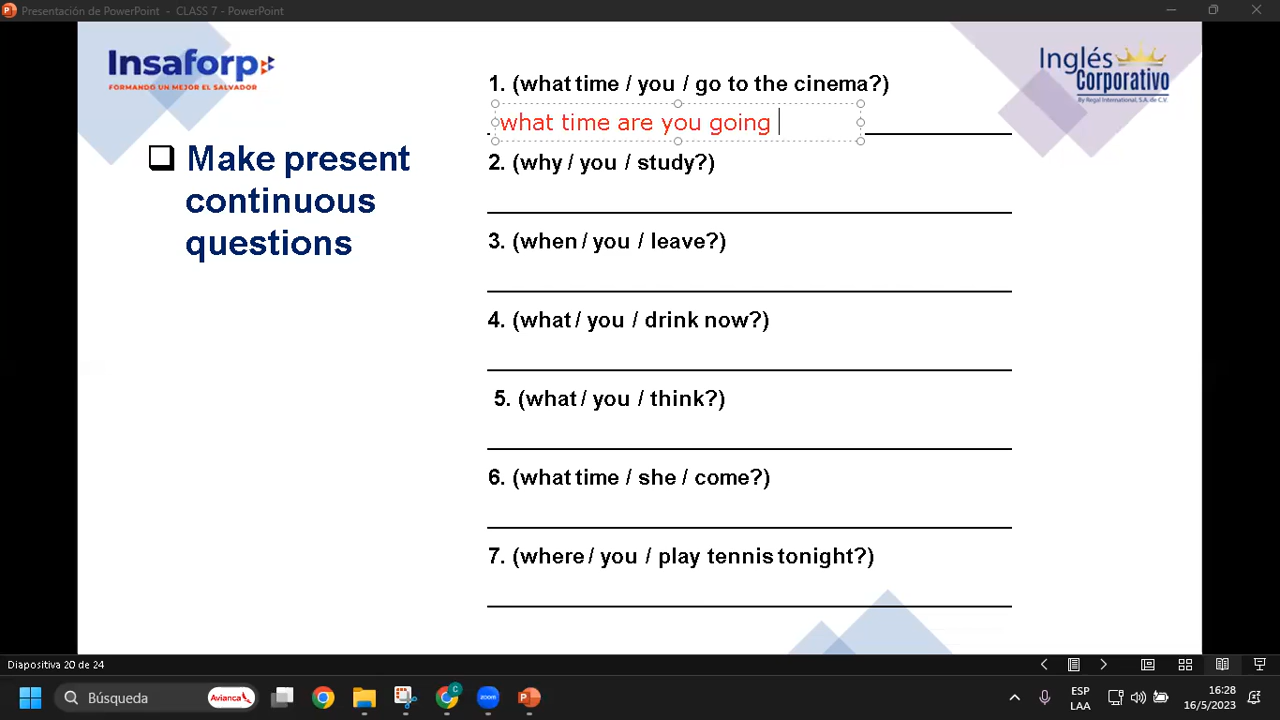 Presentación de PowerPoint - CLASS 7 - PowerPoint
Insaforp
FORMANDO UN MEJOR EL SALVADOR
Inglés
Corporativo
By Regal International, S.A. de C.V.
Make present
continuous
questions
1. (what time / you / go to the cinema?)
what time are you going
2. (why / you / study?)
3. (when / you / leave?)
4. (what / you / drink now?)
5. (what / you / think?)
6. (what time / she / come?)
7. (where / you / play tennis tonight?)
Diapositiva 20 de 24
Búsqueda
Avianca
C
zoom
ESP
LAA
16:28
16/5/2023